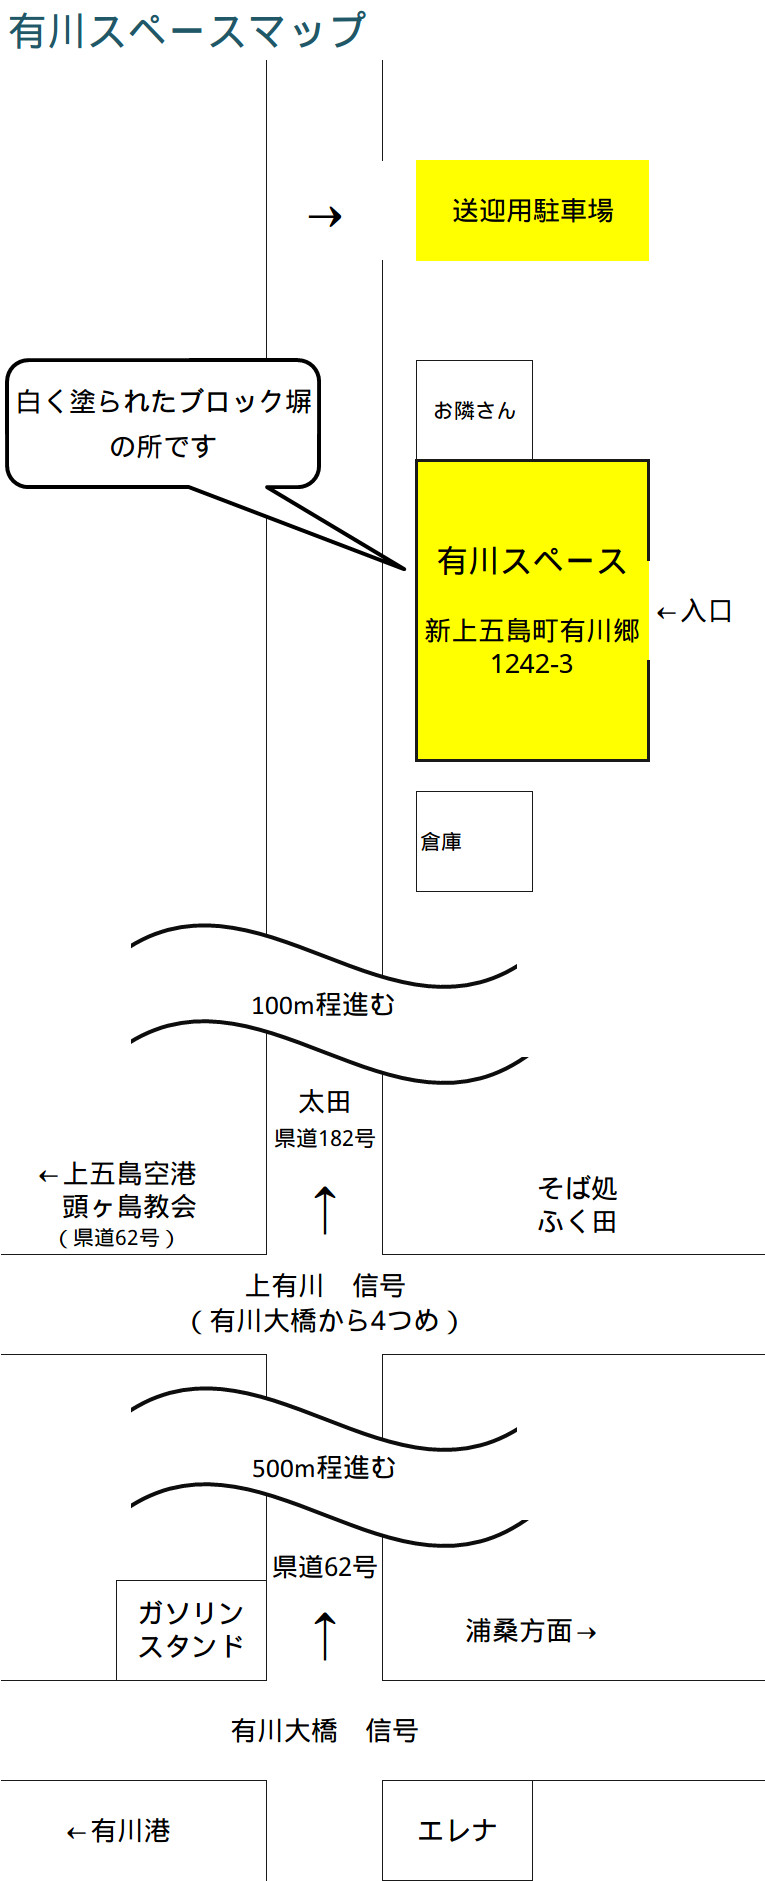 有川スペースマップ
→
送迎用駐車場
白く塗られたブロック塀
の所です
お隣さん
有川スペース
新上五島町有川郷
1242-3
←入口
倉庫
100m程進む
太田
県道182号
←上五島空港
頭ヶ島教会
（県道62号）
↑
そば処
ふく田
上有川　信号
（有川大橋から4つめ）
500m程進む
県道62号
ガソリン
スタンド
↑
浦桑方面→
有川大橋　信号
←有川港
エレナ